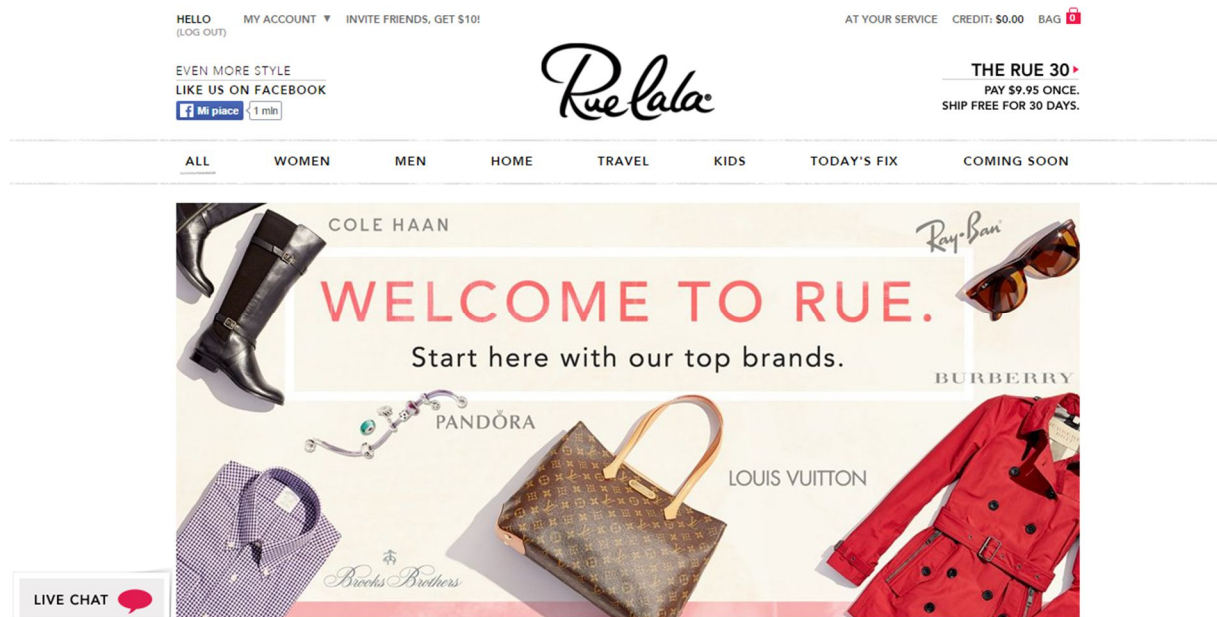 HELLO
(LOG OUT)
MY ACCOUNT ▼
INVITE FRIENDS, GET $10!
AT YOUR SERVICE
CREDIT: $0.00
BAG 0
EVEN MORE STYLE
LIKE US ON FACEBOOK
f Mi piace 1 mln
Rue lala
THE RUE 30
PAY $9.95 ONCE.
SHIP FREE FOR 30 DAYS.
ALL WOMEN MEN HOME TRAVEL KIDS TODAY'S FIX COMING SOON
COLE HAAN
Ray-Ban
WELCOME TO RUE.
Start here with our top brands.
BURBERRY
PANDÖRA
LOUIS VUITTON
Brooks Brothers
LIVE CHAT